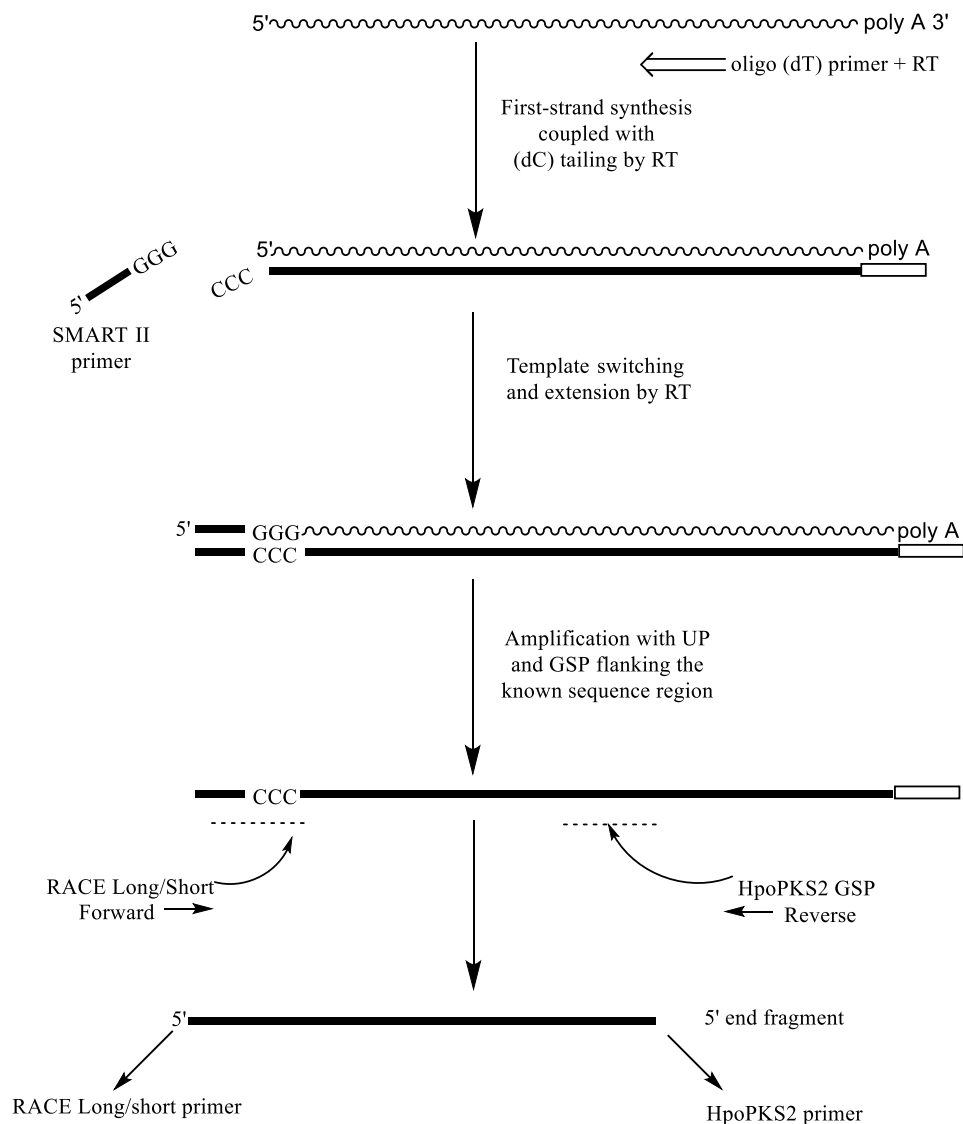 5' poly A 3'
oligo (dT) primer + RT
First-strand synthesis
coupled with
(dC) tailing by RT
5' poly A
GGG
CCC
5'
SMART II
primer
Template switching
and extension by RT
5' GGG poly A
CCC
Amplification with UP
and GSP flanking the
known sequence region
CCC
RACE Long/Short
Forward
HpoPKS2 GSP
Reverse
5' 5' end fragment
RACE Long/short primer
HpoPKS2 primer